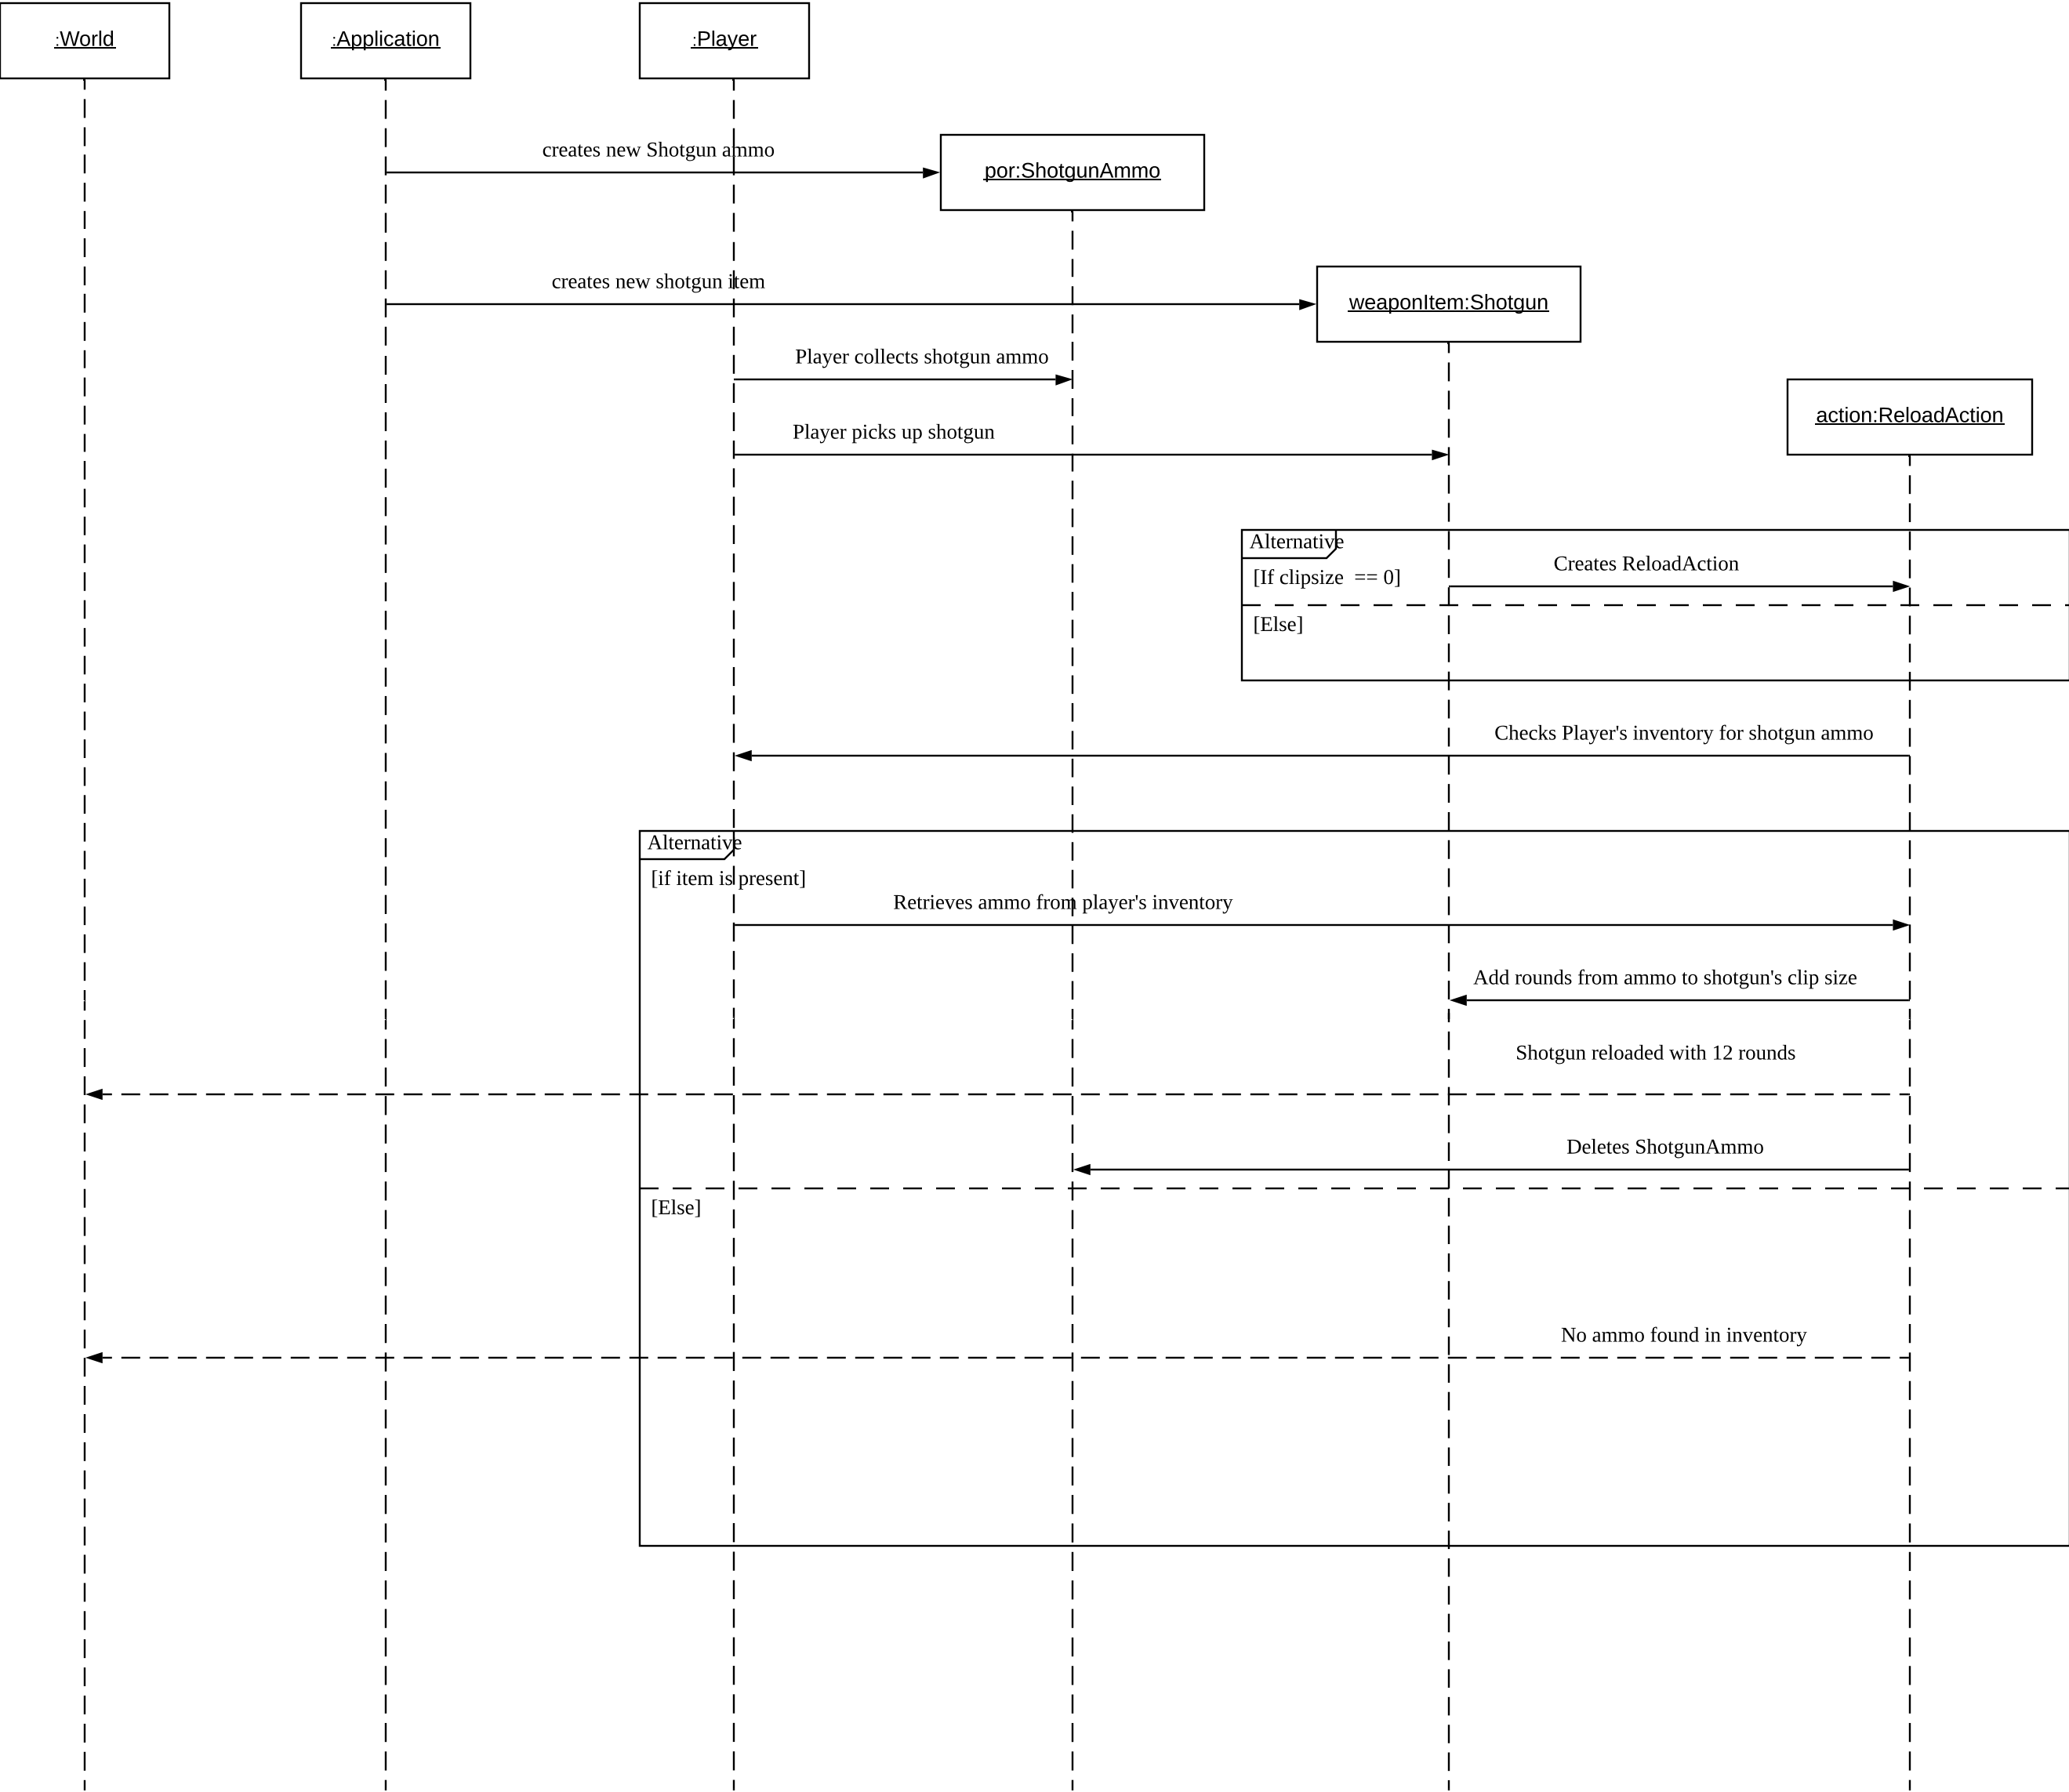 :World
:Application
:Player
creates new Shotgun ammo
por:ShotgunAmmo
creates new shotgun item
weaponItem:Shotgun
Player collects shotgun ammo
action:ReloadAction
Player picks up shotgun
Alternative
Creates ReloadAction
[If clipsize  == 0]
[Else]
Checks Player's inventory for shotgun ammo
Alternative
[if item is present]
Retrieves ammo from player's inventory
Add rounds from ammo to shotgun's clip size
Shotgun reloaded with 12 rounds
Deletes ShotgunAmmo
[Else]
No ammo found in inventory